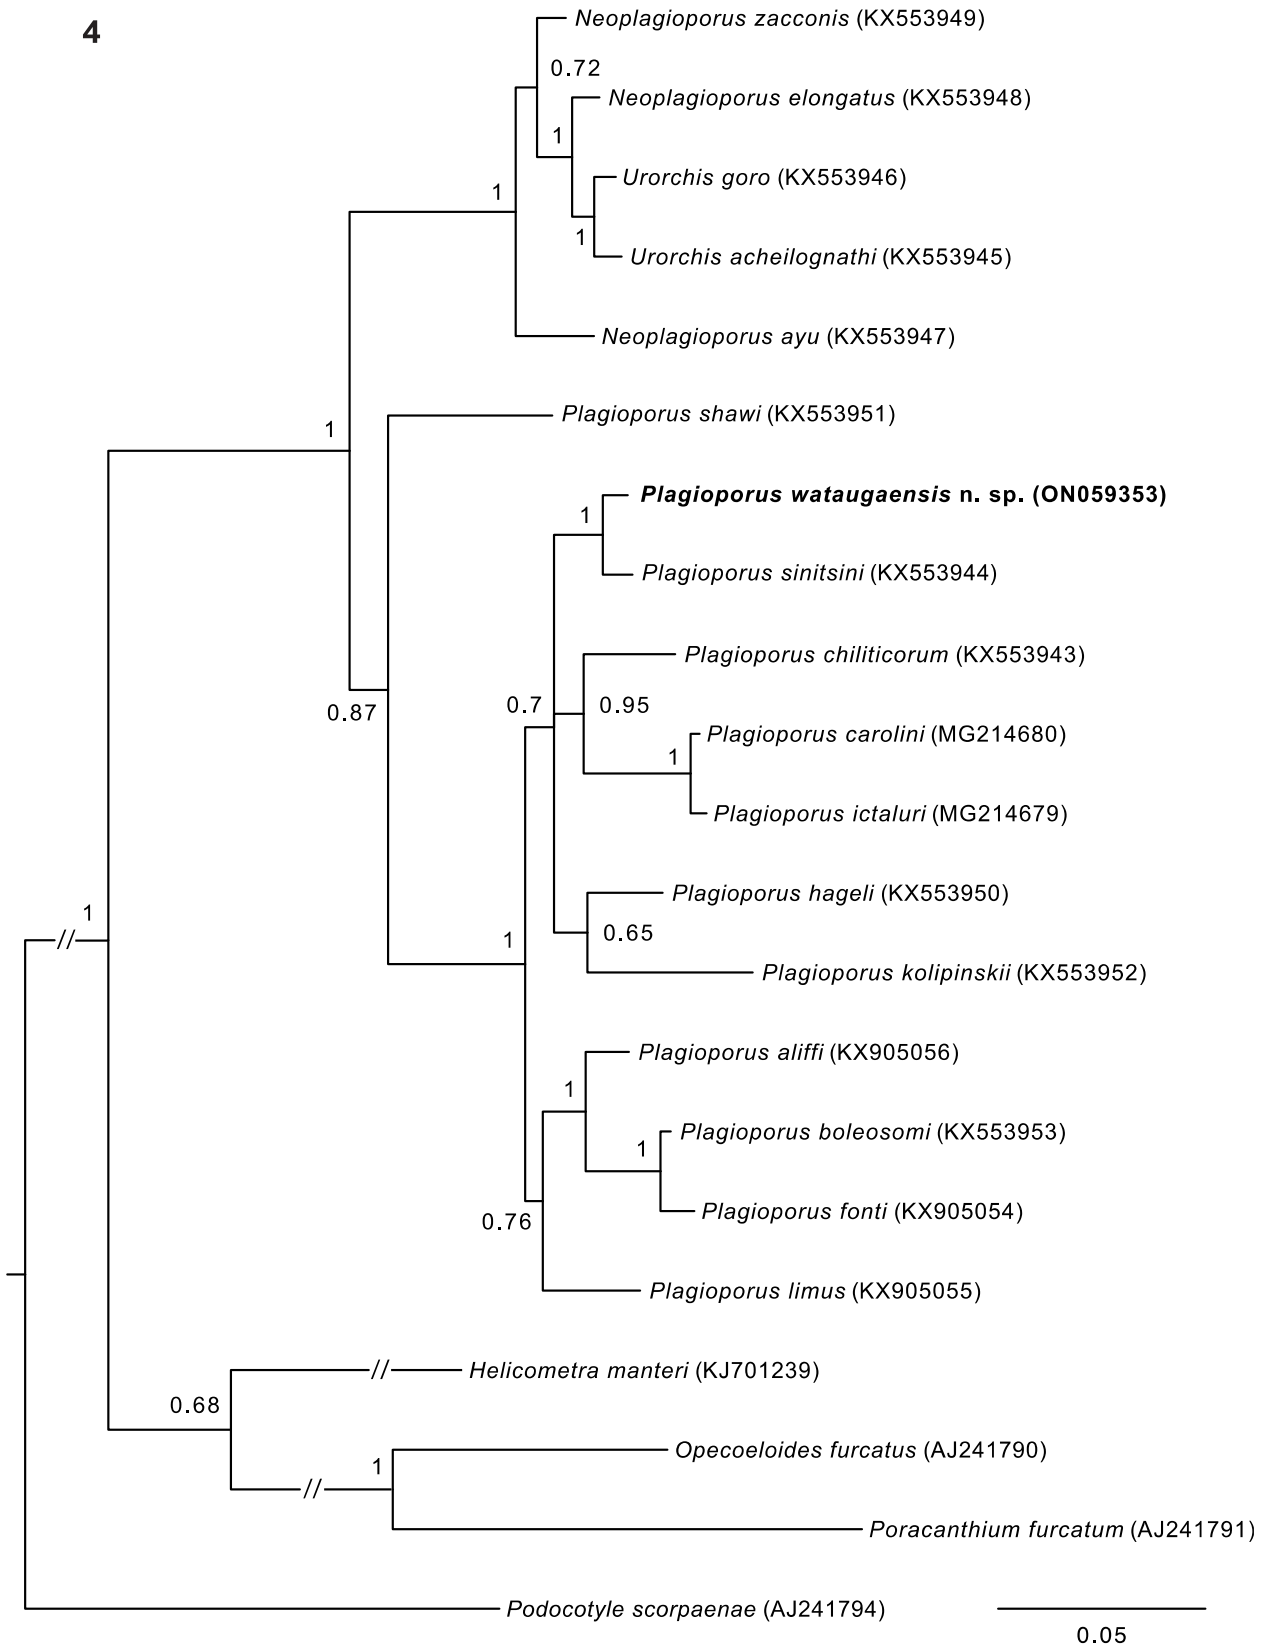 4
Neoplagioporus zacconis (KX553949)
0.72
Neoplagioporus elongatus (KX553948)
1
Urorchis goro (KX553946)
1
1
Urorchis acheilognathi (KX553945)
Neoplagioporus ayu (KX553947)
Plagioporus shawi (KX553951)
1
Plagioporus wataugaensis n. sp. (ON059353)
1
Plagioporus sinitsini (KX553944)
Plagioporus chiliticorum (KX553943)
0.7
0.95
0.87
Plagioporus carolini (MG214680)
1
Plagioporus ictaluri (MG214679)
Plagioporus hageli (KX553950)
1
0.65
1
Plagioporus kolipinskii (KX553952)
Plagioporus aliffi (KX905056)
1
Plagioporus boleosomi (KX553953)
1
Plagioporus fonti (KX905054)
0.76
Plagioporus limus (KX905055)
Helicometra manteri (KJ701239)
0.68
Opecoeloides furcatus (AJ241790)
1
Poracanthium furcatum (AJ241791)
Podocotyle scorpaenae (AJ241794)
0.05